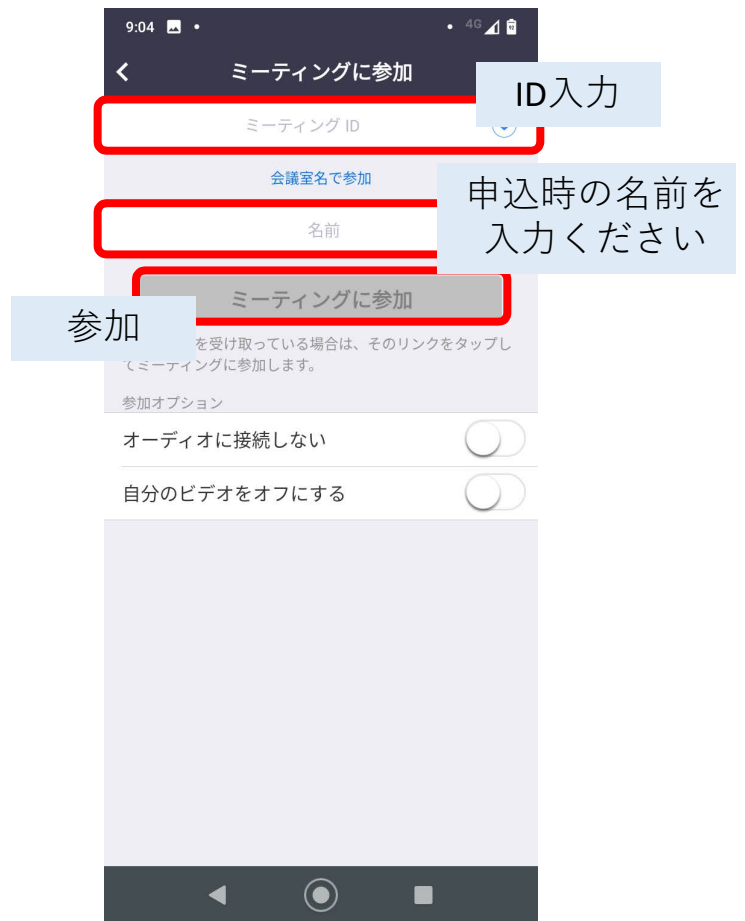 9:04
4G
ミーティングに参加
ID入力
ミーティング ID
会議室名で参加
申込時の名前を
入力ください
名前
ミーティングに参加
参加
を受け取っている場合は、そのリンクをタップし
てミーティングに参加します。
参加オプション
オーディオに接続しない
自分のビデオをオフにする